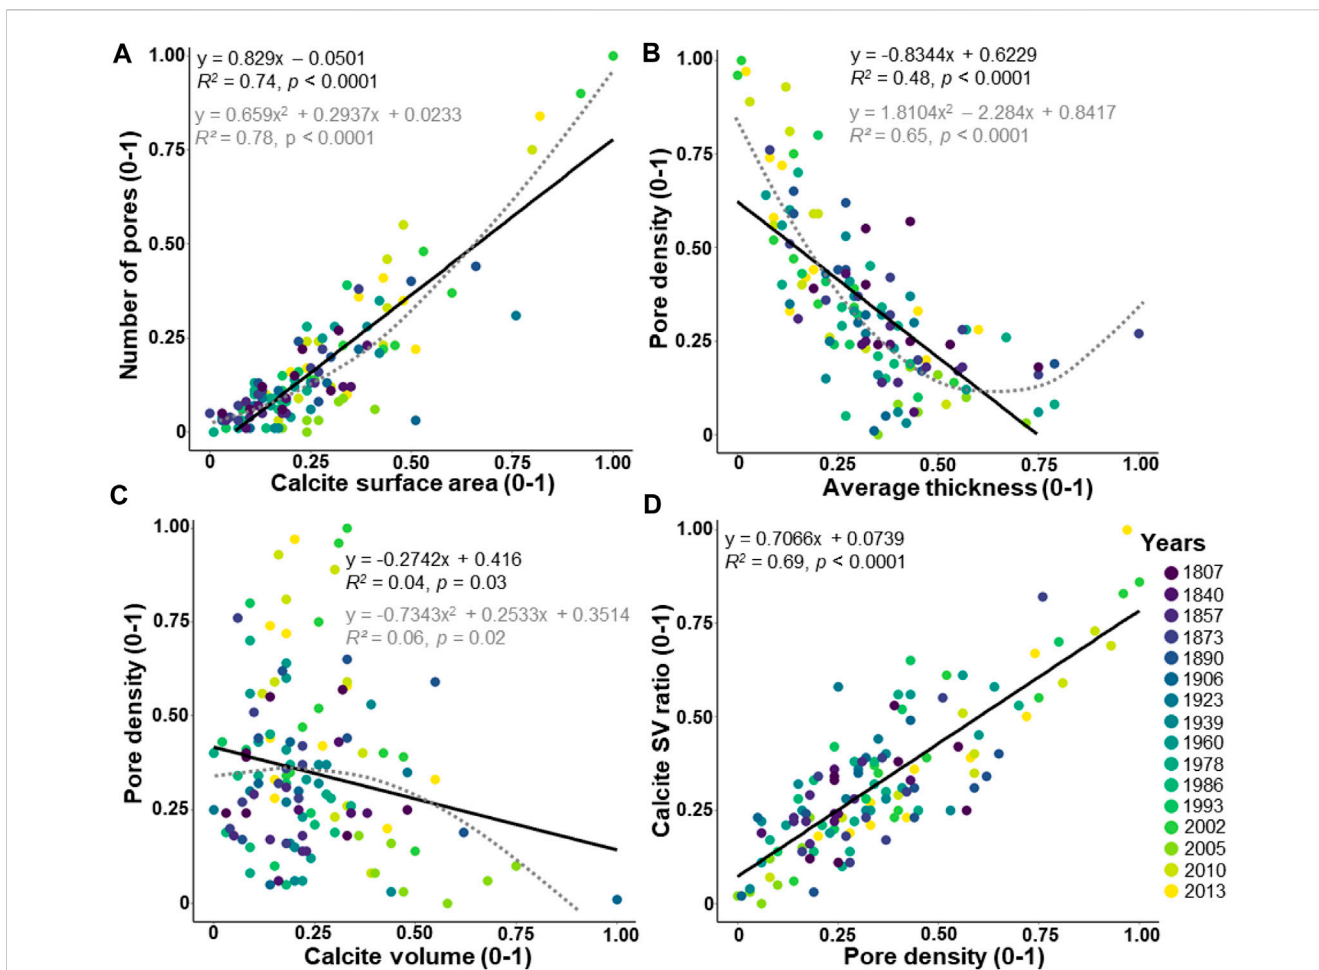 A
y = 0.829x – 0.0501
R² = 0.74, p < 0.0001
y = 0.659x² + 0.2937x + 0.0233
R² = 0.78, p < 0.0001
Number of pores (0-1)
1.00
0.75
0.50
0.25
0
0
0.25
0.50
0.75
1.00
Calcite surface area (0-1)
B
y = -0.8344x + 0.6229
R² = 0.48, p < 0.0001
y = 1.8104x² – 2.284x + 0.8417
R² = 0.65, p < 0.0001
Pore density (0-1)
1.00
0.75
0.50
0.25
0
0
0.25
0.50
0.75
1.00
Average thickness (0-1)
C
y = -0.2742x + 0.416
R² = 0.04, p = 0.03
y = -0.7343x² + 0.2533x + 0.3514
R² = 0.06, p = 0.02
Pore density (0-1)
1.00
0.75
0.50
0.25
0
0
0.25
0.50
0.75
1.00
Calcite volume (0-1)
D
y = 0.7066x + 0.0739
R² = 0.69, p < 0.0001
Calcite SV ratio (0-1)
1.00
0.75
0.50
0.25
0
0
0.25
0.50
0.75
1.00
Pore density (0-1)
Years
1807
1840
1857
1873
1890
1906
1923
1939
1960
1978
1986
1993
2002
2005
2010
2013